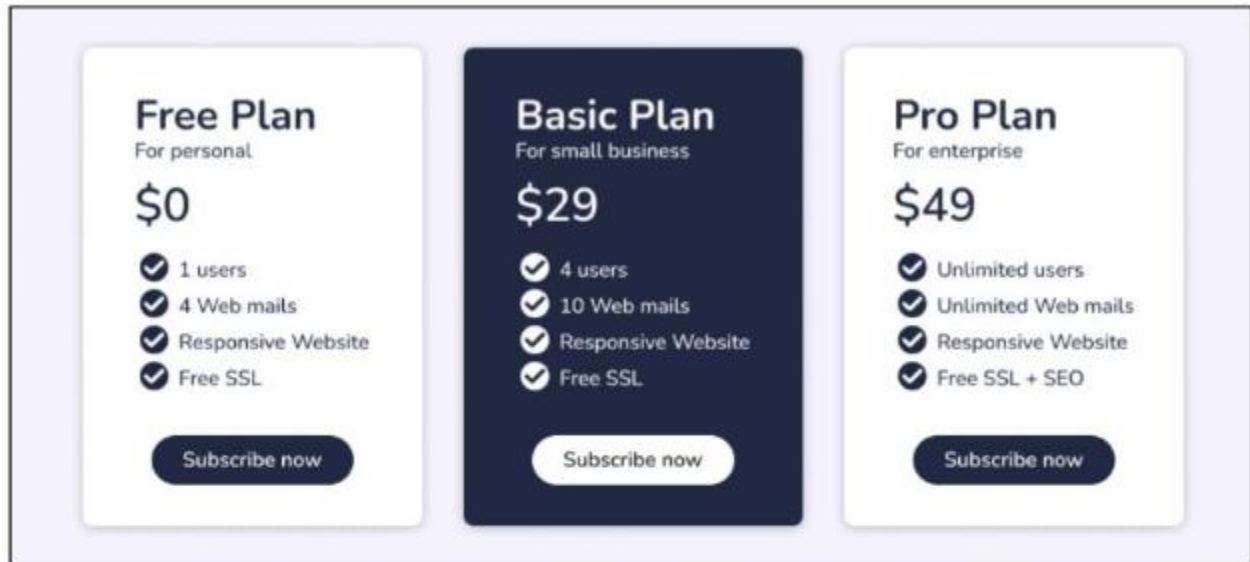 Free Plan
For personal
$0
1 users
4 Web mails
Responsive Website
Free SSL
Subscribe now
Basic Plan
For small business
$29
4 users
10 Web mails
Responsive Website
Free SSL
Subscribe now
Pro Plan
For enterprise
$49
Unlimited users
Unlimited Web mails
Responsive Website
Free SSL + SEO
Subscribe now